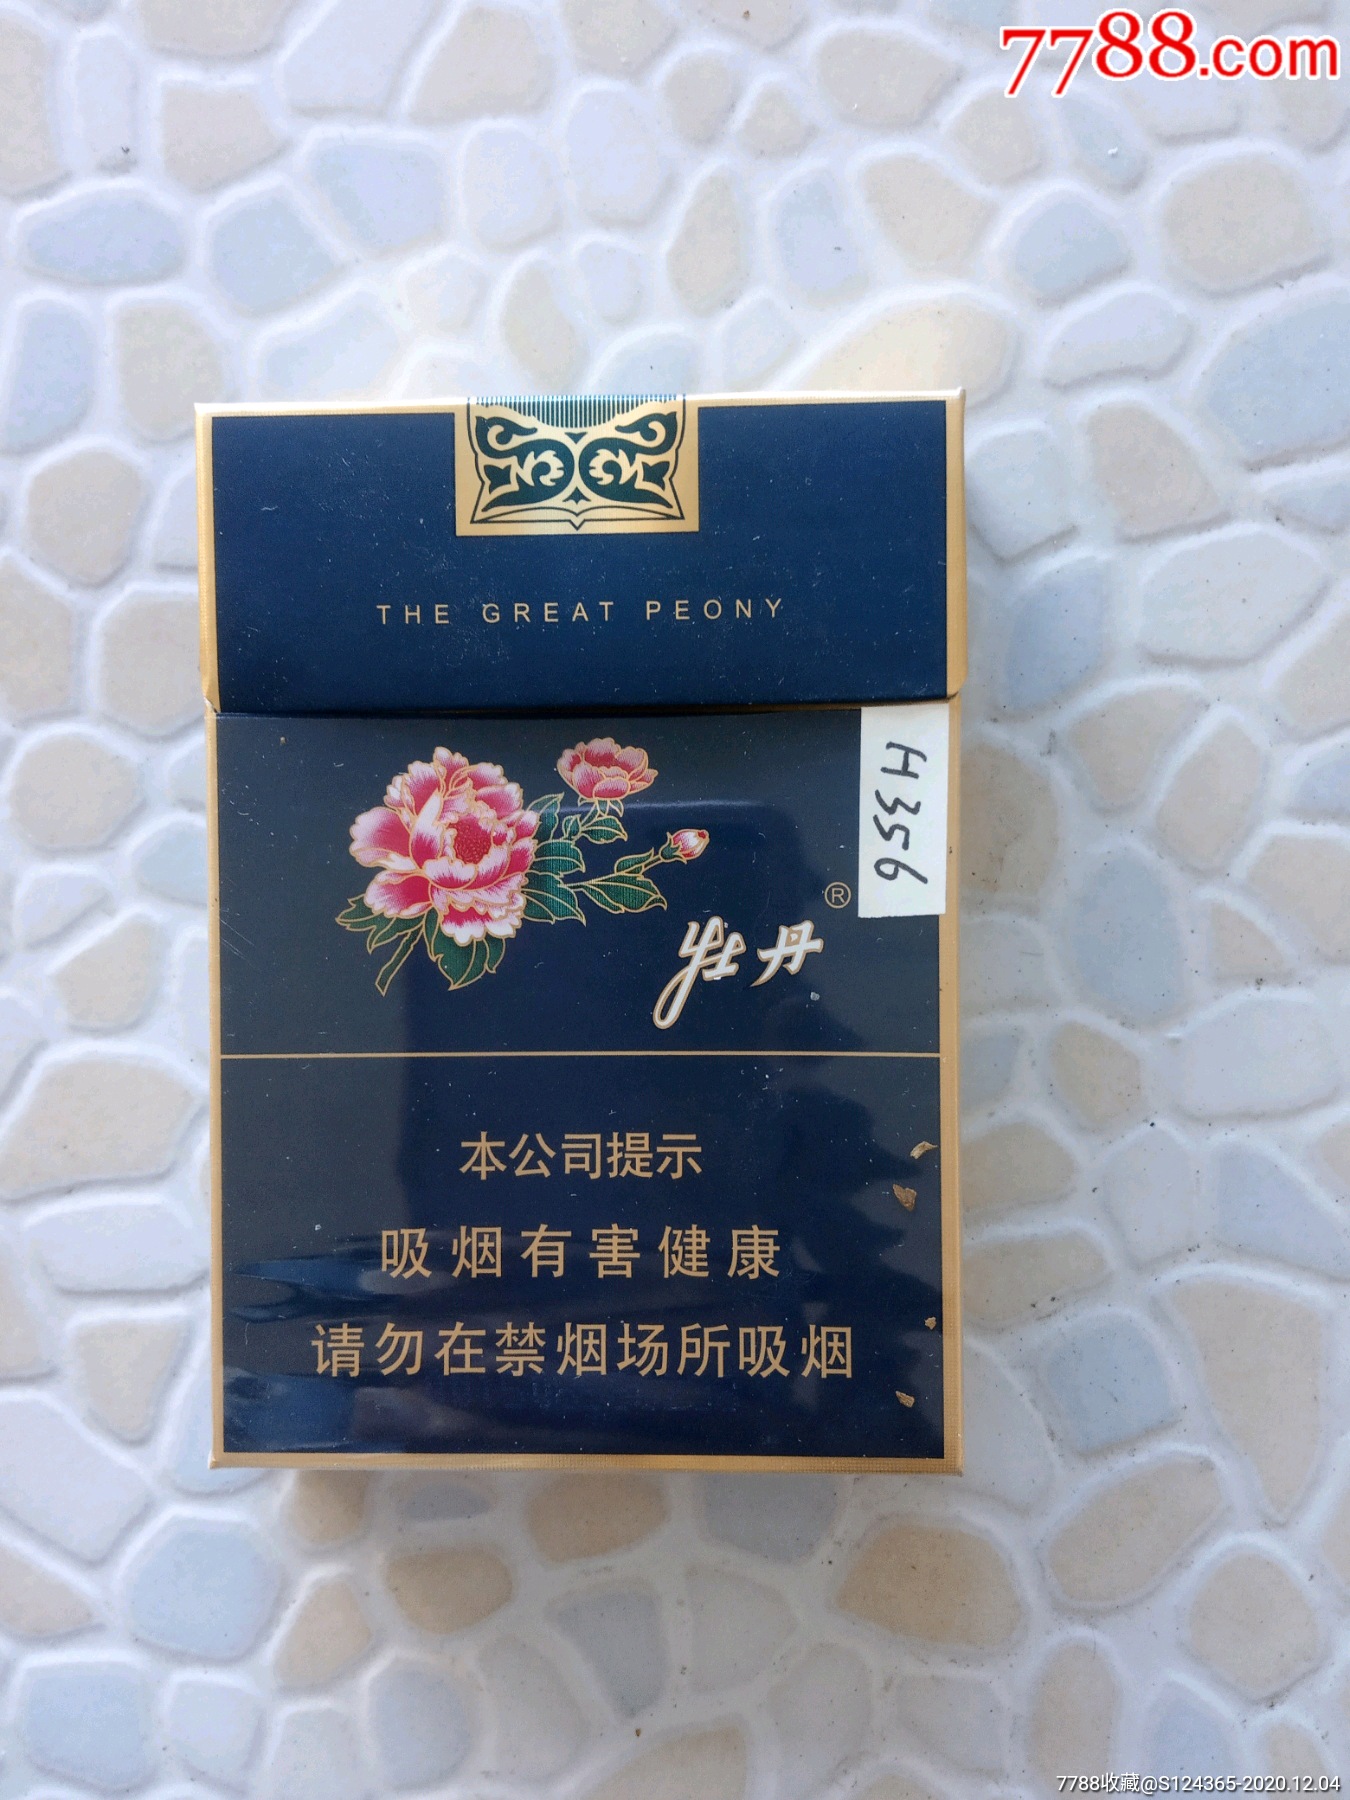 7788.com
THE GREAT PEONY
H356
®
牡丹
本公司提示
吸烟有害健康
请勿在禁烟场所吸烟
7788收藏@S124365-2020.12.04